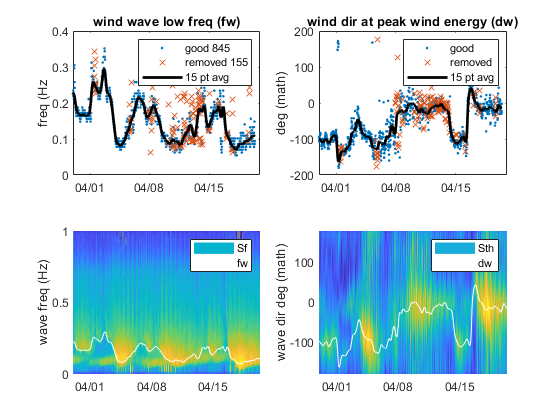 wind wave low freq (fw)
freq (Hz
0.4
0.3
0.2
0.1
0
good 845
removed 155
15 pt avg
04/01 04/08 04/15
wind dir at peak wind energy (dw)
deg (math)
200
100
0
-100
-200
good
removed
15 pt avg
04/01 04/08 04/15
wave freq (Hz)
1
0.5
0
Sf
fw
04/01 04/08 04/15
wave dir deg (math)
100
0
-100
Sth
dw
04/01 04/08 04/15